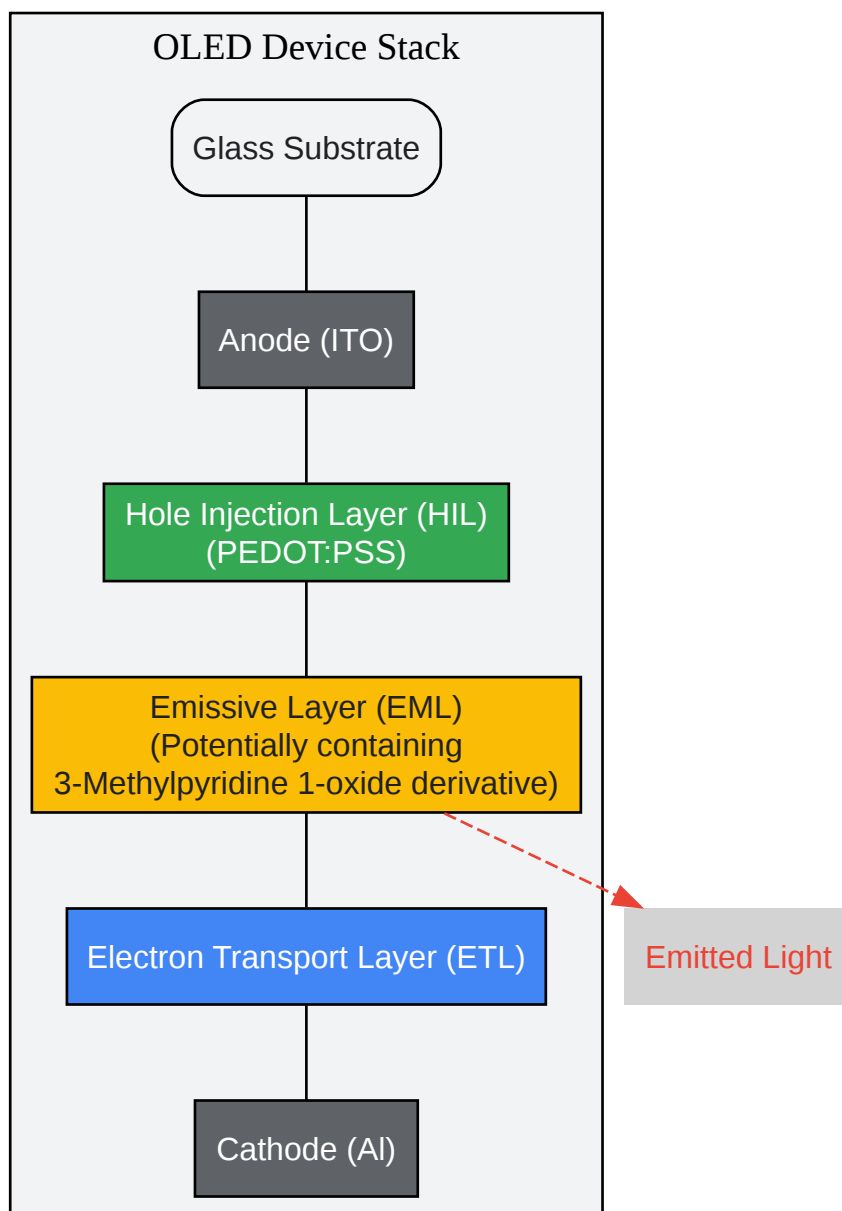 OLED Device Stack
Glass Substrate
Anode (ITO)
Hole Injection Layer (HIL)
(PEDOT:PSS)
Emissive Layer (EML)
(Potentially containing
3-Methylpyridine 1-oxide derivative)
Electron Transport Layer (ETL)
Emitted Light
Cathode (Al)